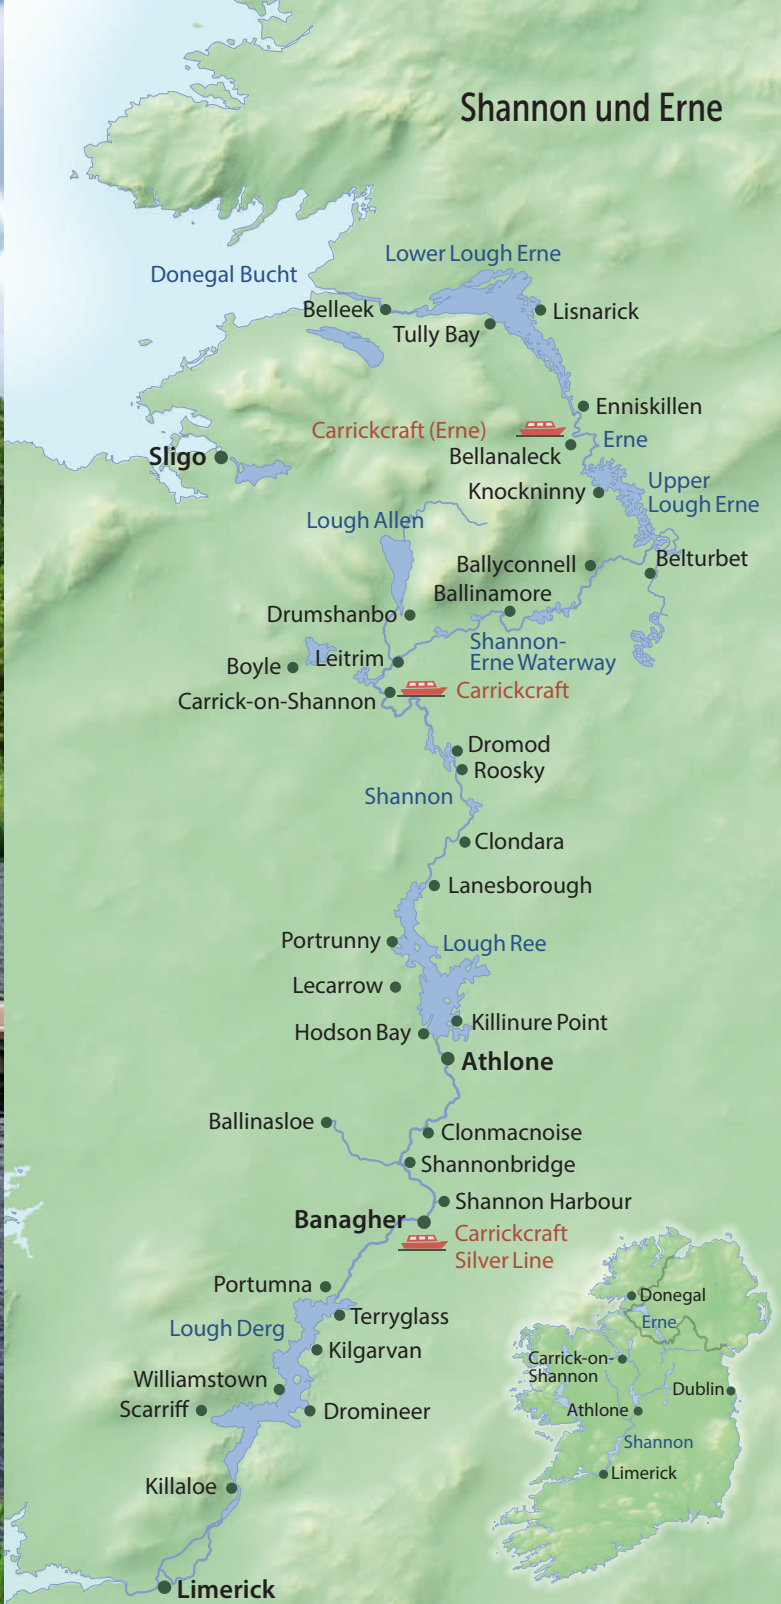 Shannon und Erne
Lower Lough Erne
Donegal Bucht
Belleek
Lisnarick
Tully Bay
Enniskillen
Carrickcraft (Erne)
Erne
Sligo
Bellanaleck
Upper
Lough Erne
Knockninny
Lough Allen
Ballyconnell
Belturbet
Ballinamore
Drumshanbo
Shannon-
Erne Waterway
Leitrim
Boyle
Carrickcraft
Carrick-on-Shannon
Dromod
Roosky
Shannon
Clondara
Lanesborough
Portrunny
Lough Ree
Lecarrow
Killinure Point
Hodson Bay
Athlone
Ballinasloe
Clonmacnoise
Shannonbridge
Shannon Harbour
Banagher
Carrickcraft
Silver Line
Portumna
Terryglass
Lough Derg
Kilgarvan
Williamstown
Scarriff
Dromineer
Killaloe
Limerick
Donegal
Erne
Carrick-on-
Shannon
Dublin
Athlone
Shannon
Limerick